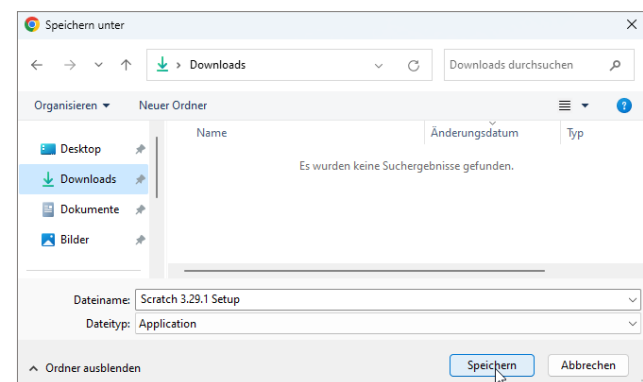 Speichern unter
Downloads
Downloads durchsuchen
Organisieren
Neuer Ordner
Name
Änderungsdatum
Typ
Desktop
Downloads
Dokumente
Bilder
Es wurden keine Suchergebnisse gefunden.
Dateiname: Scratch 3.29.1 Setup
Dateityp: Application
Ordner ausblenden
Speichern
Abbrechen